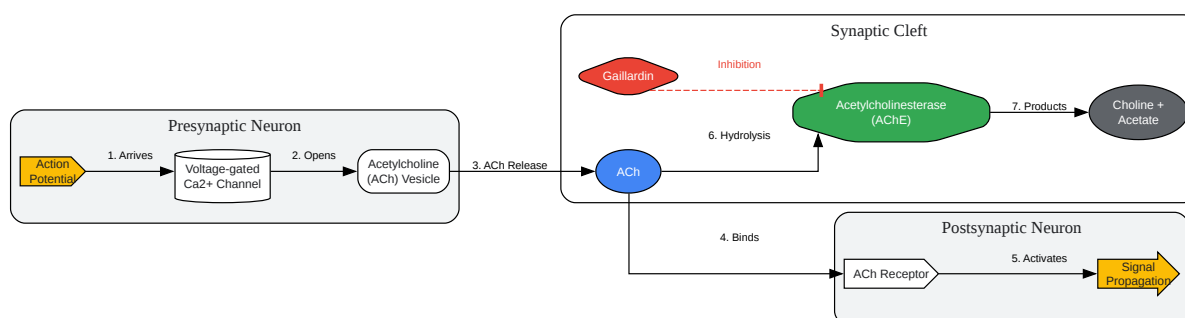 Synaptic Cleft
Gaillardin
Inhibition
Acetylcholinesterase
(AChE)
7. Products
Choline +
Acetate
Presynaptic Neuron
6. Hydrolysis
Action
Potential
1. Arrives
Voltage-gated
Ca2+ Channel
2. Opens
Acetylcholine
(ACh) Vesicle
3. ACh Release
ACh
Postsynaptic Neuron
4. Binds
ACh Receptor
5. Activates
Signal
Propagation